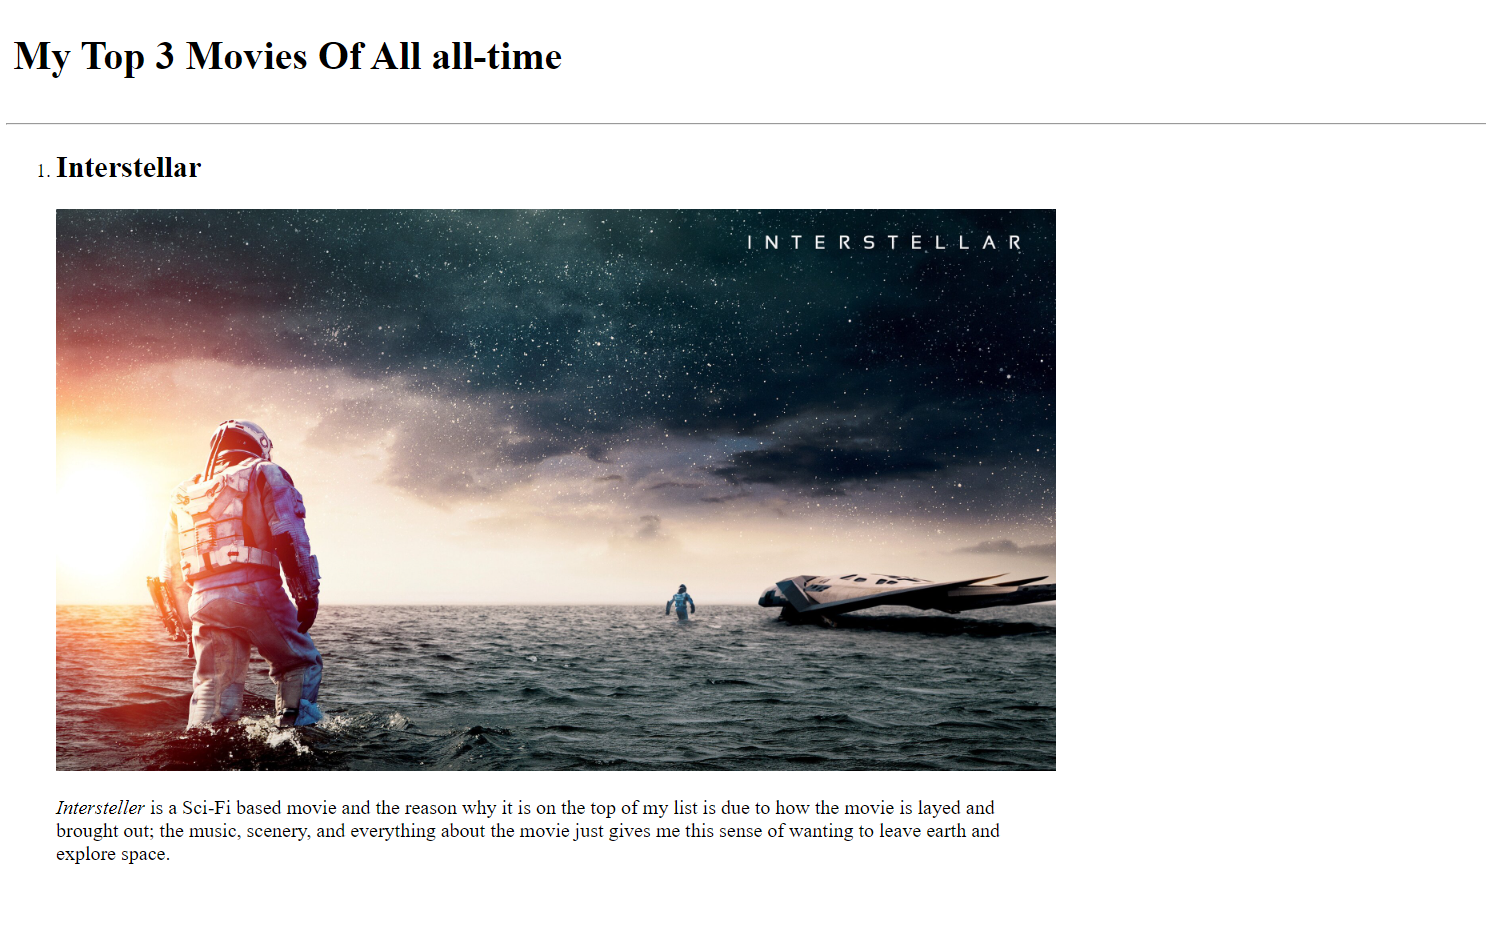 My Top 3 Movies Of All all-time
1. Interstellar
INTERSTELLAR
Intersteller is a Sci-Fi based movie and the reason why it is on the top of my list is due to how the movie is layed and
brought out; the music, scenery, and everything about the movie just gives me this sense of wanting to leave earth and
explore space.